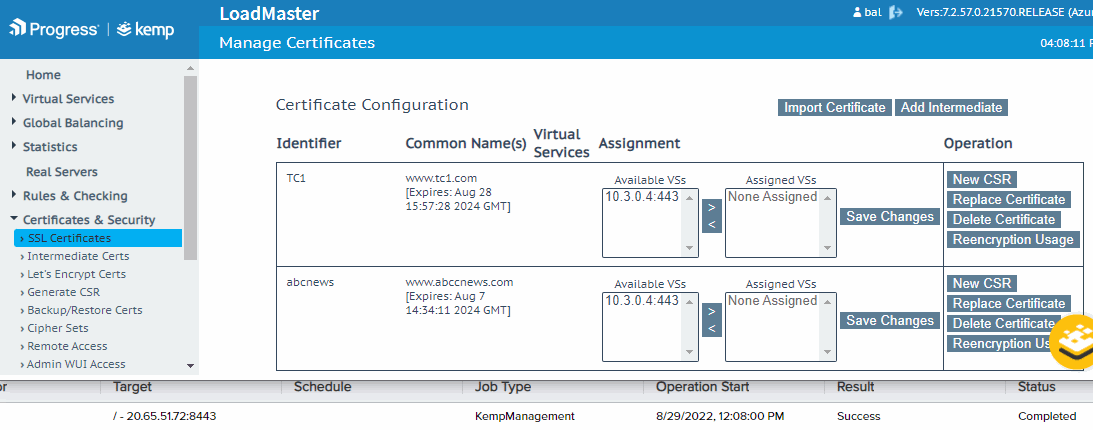 Progress | kemp
LoadMaster
Manage Certificates
bal
Vers:7.2.57.0.21570.RELEASE (Azu
04:08:11 P
Home
Virtual Services
Global Balancing
Statistics
Real Servers
Rules & Checking
Certificates & Security
SSL Certificates
Intermediate Certs
Let's Encrypt Certs
Generate CSR
Backup/Restore Certs
Cipher Sets
Remote Access
Admin WUI Access
Certificate Configuration
Import Certificate
Add Intermediate
Identifier
Common Name(s)
Virtual
Services
Assignment
Operation
TC1
www.tc1.com
[Expires: Aug 28
15:57:28 2024 GMT]
Available VSs
10.3.0.4:443
>
<
Assigned VSs
None Assigned
Save Changes
New CSR
Replace Certificate
Delete Certificate
Reencryption Usage
abcnews
www.abccnews.com
[Expires: Aug 7
14:34:11 2024 GMT]
Available VSs
10.3.0.4:443
>
<
Assigned VSs
None Assigned
Save Changes
New CSR
Replace Certificate
Delete Certificate
Reencryption Us
or
Target
Schedule
Job Type
Operation Start
Result
Status
/ - 20.65.51.72:8443
KempManagement
8/29/2022, 12:08:00 PM
Success
Completed